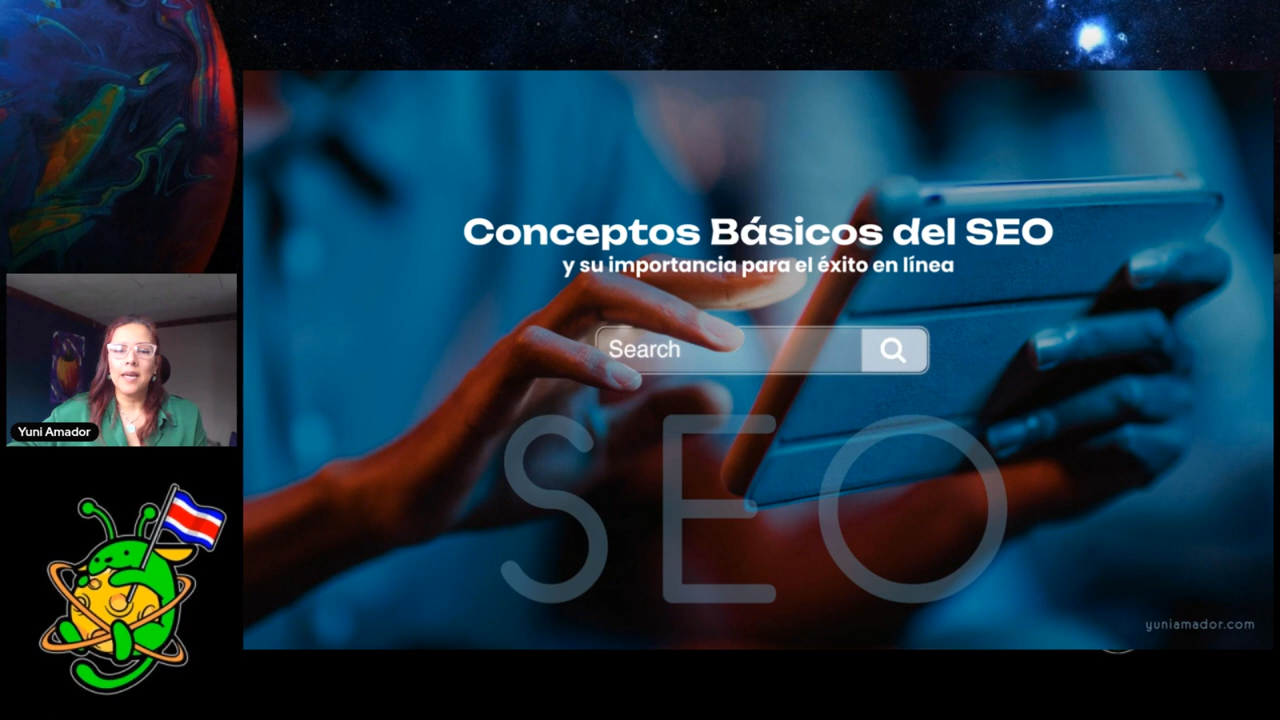 Conceptos Básicos del SEO
y su importancia para el éxito en línea
Search
SEO
Yuni Amador
yuniamador.com